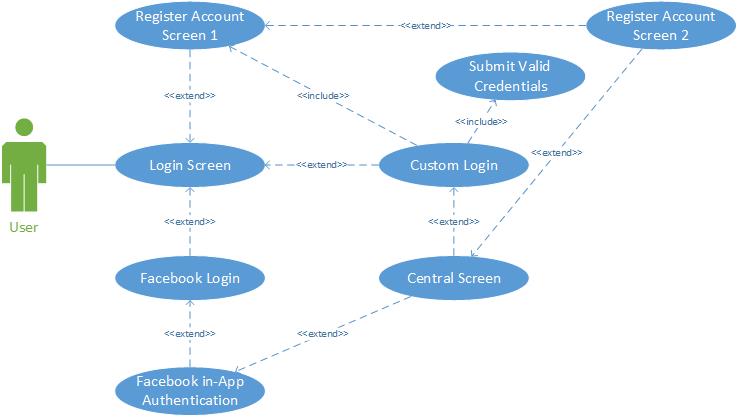 Register Account
Screen 1
<<extend>>
Register Account
Screen 2
Submit Valid
Credentials
<<extend>>
<<include>>
<<include>>
<<extend>>
Login Screen
<<extend>>
Custom Login
User
<<extend>>
<<extend>>
Facebook Login
Central Screen
<<extend>>
<<extend>>
Facebook in-App
Authentication